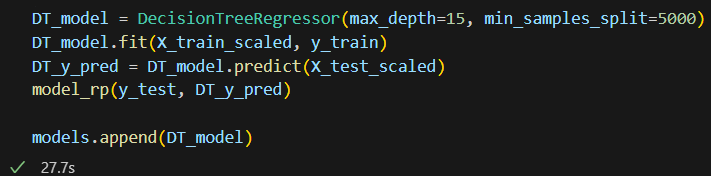 DT_model = DecisionTreeRegressor(max_depth=15, min_samples_split=5000)
DT_model.fit(X_train_scaled, y_train)
DT_y_pred = DT_model.predict(X_test_scaled)
model_rp(y_test, DT_y_pred)
models.append(DT_model)
✓ 27.7s